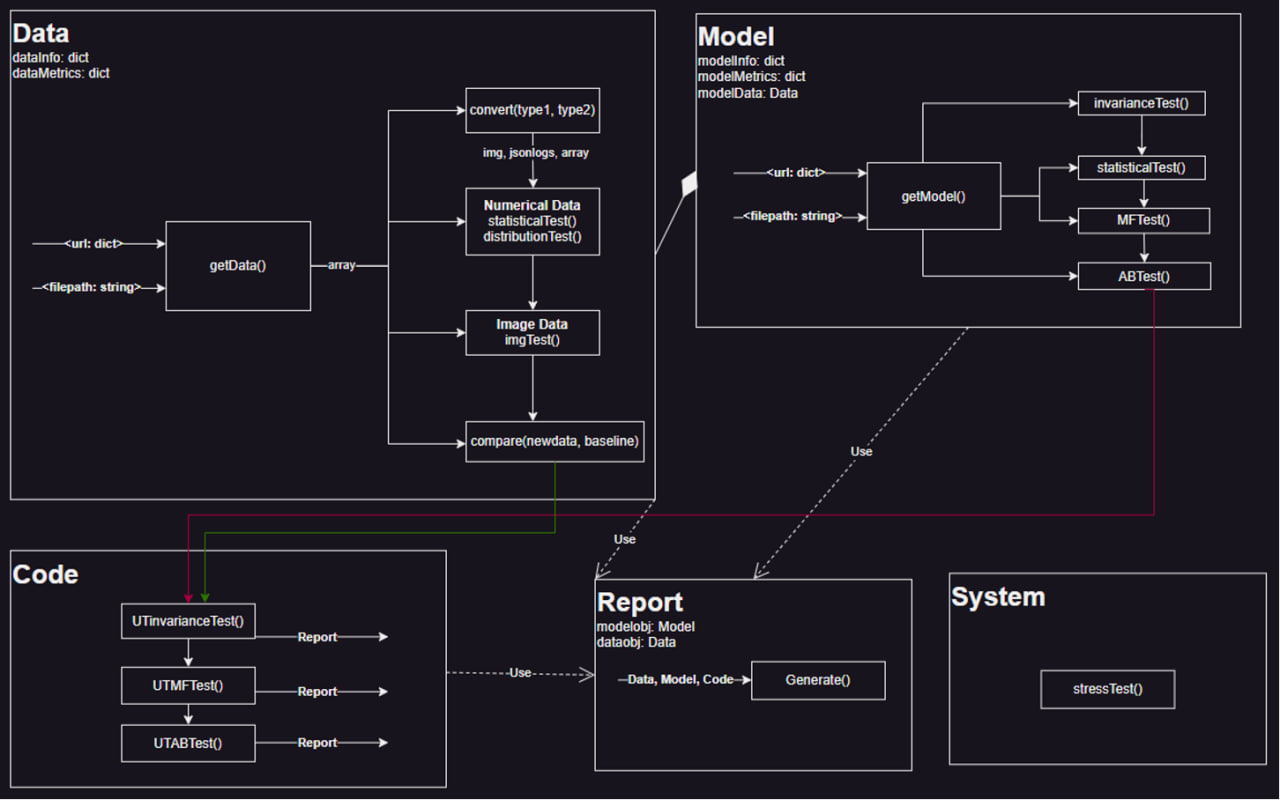 Data
dataInfo: dict
dataMetrics: dict
convert(type1, type2)
img, jsonlogs, array
Numerical Data
statisticalTest()
distributionTest()
<url: dict>
getData()
array
<filepath: string>
Image Data
imgTest()
compare(newdata, baseline)
Model
modelInfo: dict
modelMetrics: dict
modelData: Data
invarianceTest()
<url: dict>
statisticalTest()
getModel()
<filepath: string>
MFTest()
ABTest()
Use
Use
Code
UTinvarianceTest()
Report
UTMFTest()
Report
UTABTest()
Report
Use
Report
modelobj: Model
dataobj: Data
Data, Model, Code
Generate()
System
stressTest()